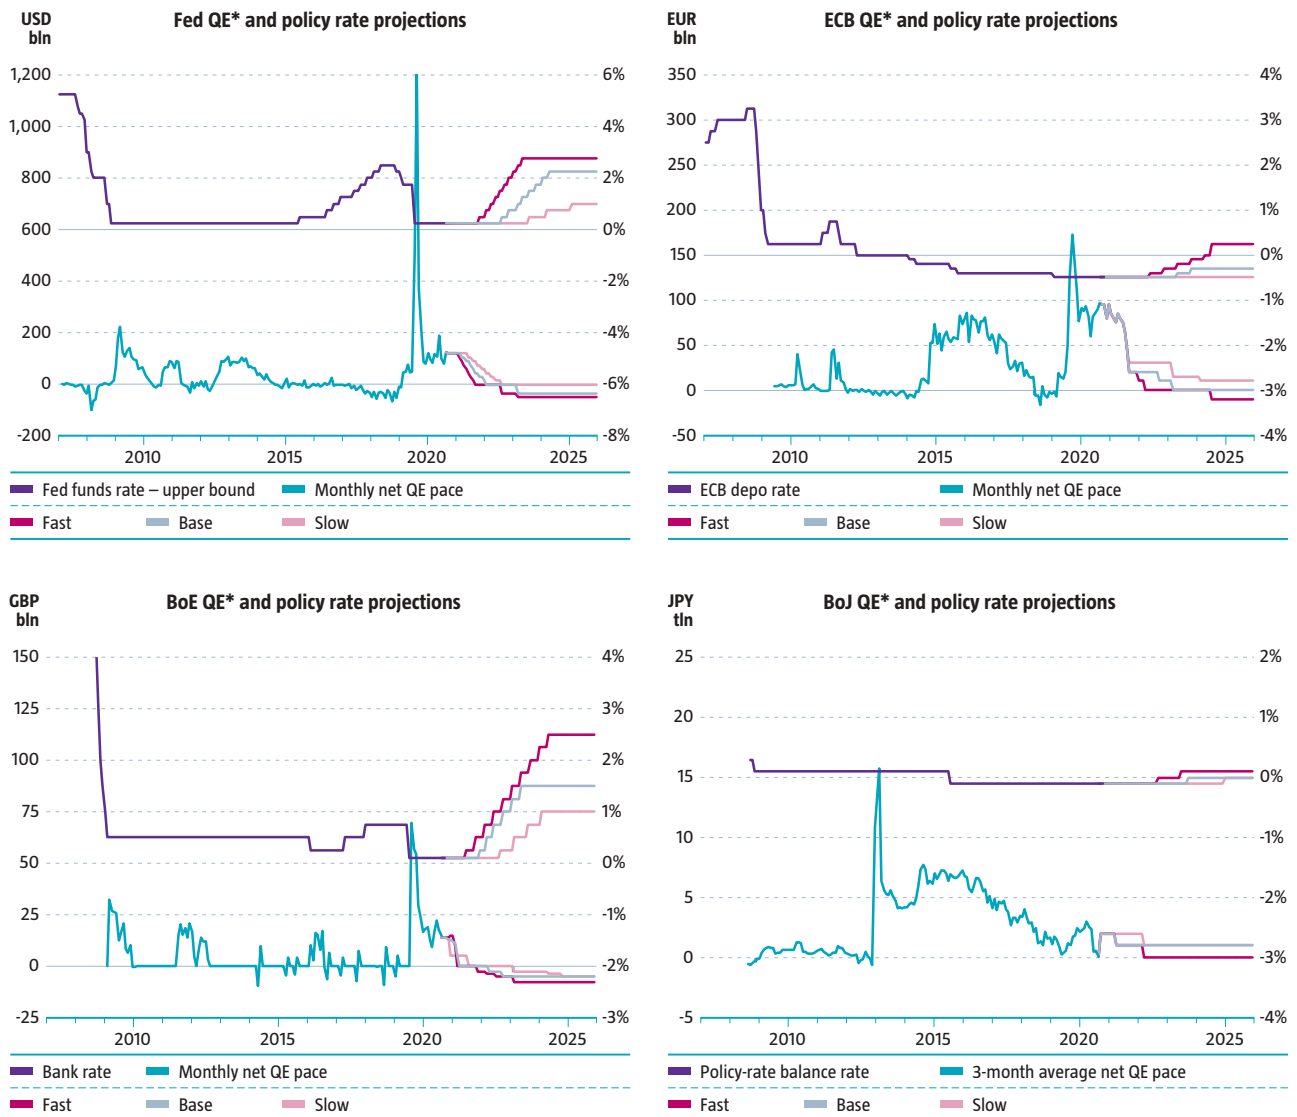 USD
bln
Fed QE* and policy rate projections
1,200
1,000
800
600
400
200
0
-200
6%
4%
2%
0%
-2%
-4%
-6%
-8%
2010 2015 2020 2025
Fed funds rate – upper bound Monthly net QE pace
Fast Base Slow
EUR
bln
ECB QE* and policy rate projections
350
300
250
200
150
100
50
0
-50
4%
3%
2%
1%
0%
-1%
-2%
-3%
-4%
2010 2015 2020 2025
ECB depo rate Monthly net QE pace
Fast Base Slow
GBP
bln
BoE QE* and policy rate projections
150
125
100
75
50
25
0
-25
4%
3%
2%
1%
0%
-1%
-2%
-3%
2010 2015 2020 2025
Bank rate Monthly net QE pace
Fast Base Slow
JPY
tln
BoJ QE* and policy rate projections
25
20
15
10
5
0
-5
2%
1%
0%
-1%
-2%
-3%
-4%
2010 2015 2020 2025
Policy-rate balance rate 3-month average net QE pace
Fast Base Slow